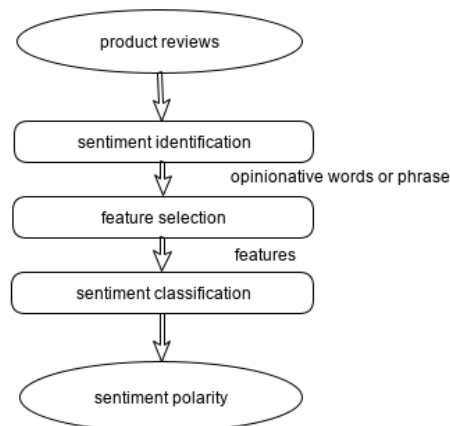 product reviews
sentiment identification
opinionative words or phrase
feature selection
features
sentiment classification
sentiment polarity